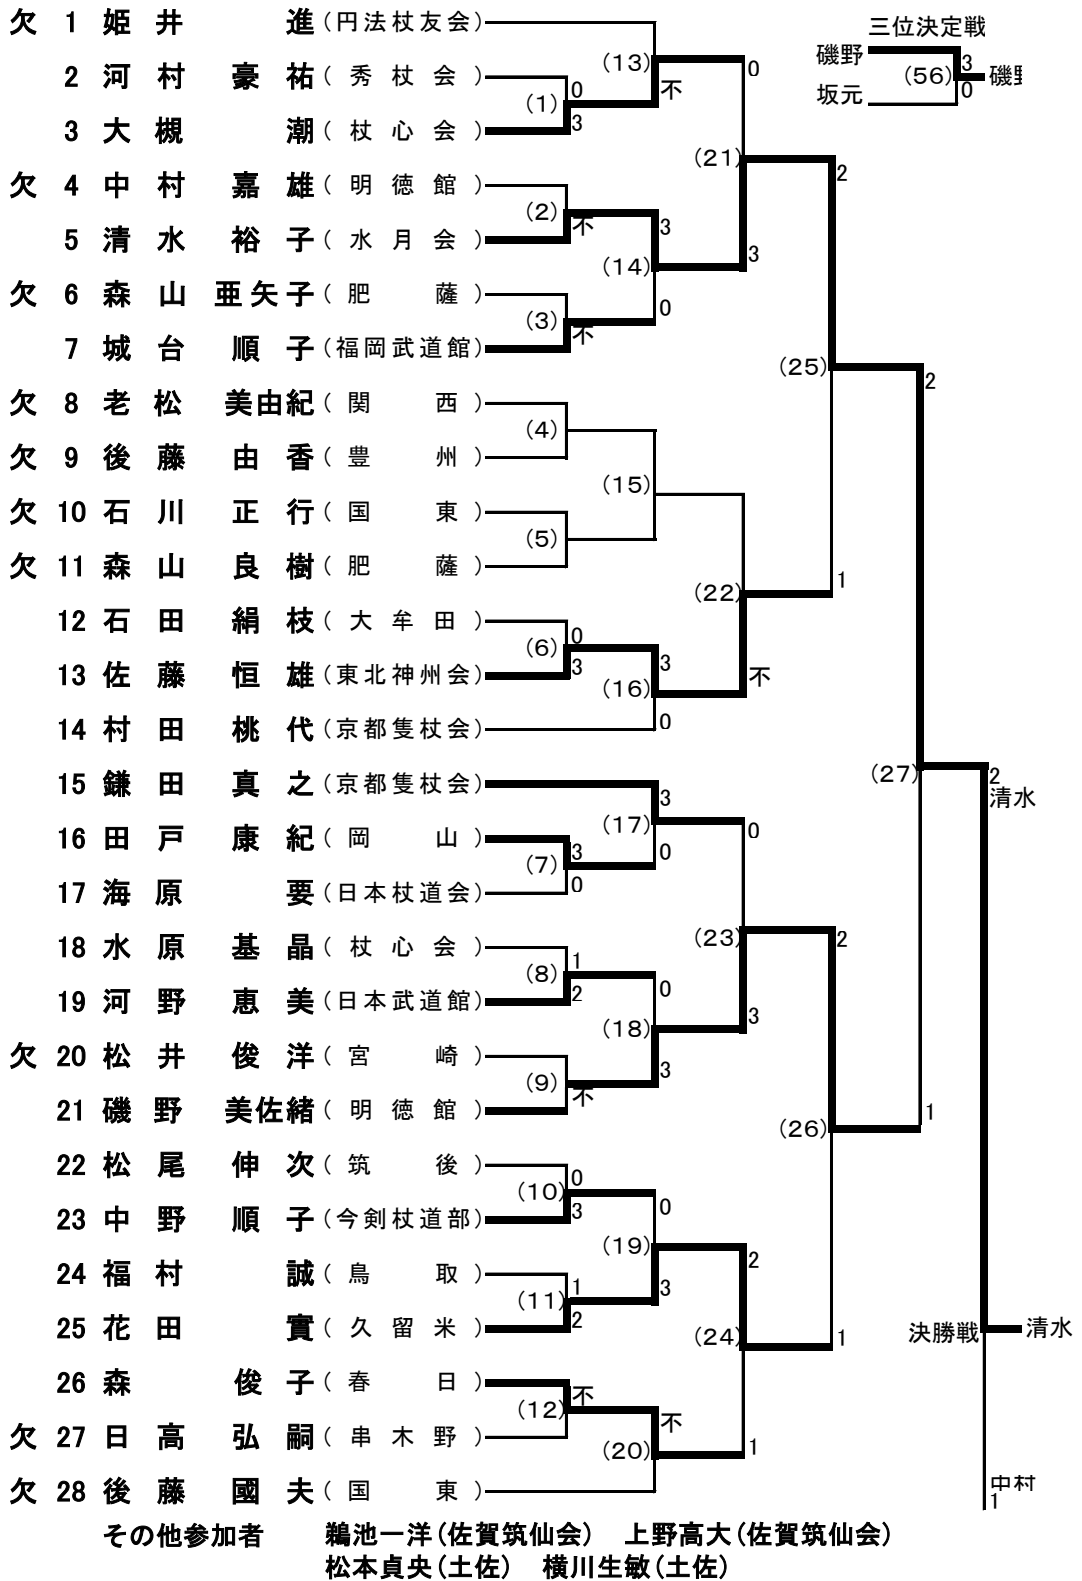 欠 1 姫井 進 (円法杖友会)
2 河村 豪祐 (秀杖会)
3 大槻 潮 (杖心会)
欠 4 中村 嘉雄 (明徳館)
5 清水 裕子 (水月会)
欠 6 森山 亜矢子 (肥薩)
7 城台 順子 (福岡武道館)
欠 8 老松 美由紀 (関西)
欠 9 後藤 由香 (豊州)
欠 10 石川 正行 (国東)
欠 11 森山 良樹 (肥薩)
12 石田 絹枝 (大牟田)
13 佐藤 恒雄 (東北神州会)
14 村田 桃代 (京都隻杖会)
15 鎌田 真之 (京都隻杖会)
16 田戸 康紀 (岡山)
17 海原 要 (日本杖道会)
18 水原 基晶 (杖心会)
19 河野 恵美 (日本武道館)
欠 20 松井 俊洋 (宮崎)
21 磯野 美佐緒 (明徳館)
22 松尾 伸次 (筑後)
23 中野 順子 (今剣杖道部)
24 福村 誠 (鳥取)
25 花田 實 (久留米)
26 森 俊子 (春日)
欠 27 日高 弘嗣 (串木野)
欠 28 後藤 國夫 (国東)
(1) 0 3
(2) 不
(3) 不
(4)
(5)
(6) 0 3
(7) 3 0
(8) 1 2
(9) 不
(10) 0 3
(11) 1 2
(12) 不
(13) 不
(14) 3 0
(15)
(16) 3 0
(17) 3 0
(18) 0 3
(19) 0 3
(20) 不
(21) 0 3
(22) 不
(23) 0 3
(24) 2 1
(25) 2 1
(26) 2 1
(27) 2 1
三位決定戦
磯野 3
(56) 磯野
坂元 0
2
清水
決勝戦 清水
中村
1
その他参加者 鵜池一洋(佐賀筑仙会) 上野高大(佐賀筑仙会)
松本貞央(土佐) 横川生敏(土佐)